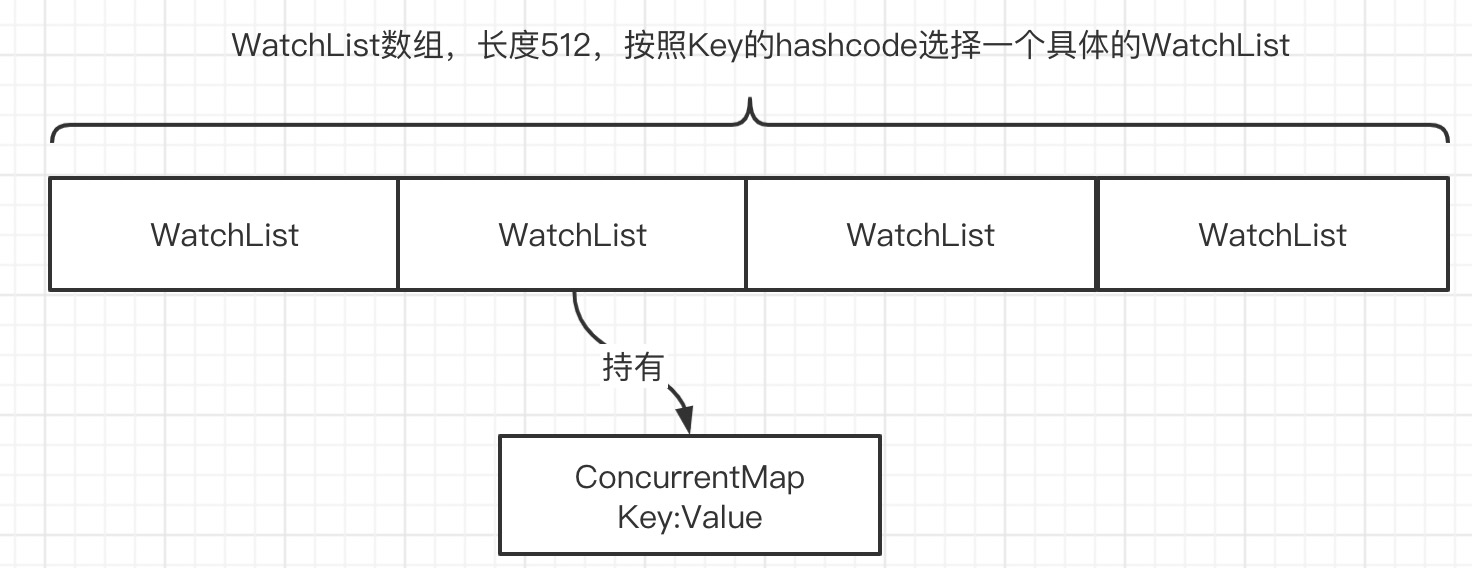 WatchList数组，长度512，按照Key的hashcode选择一个具体的WatchList
WatchList
WatchList
WatchList
WatchList
持有
ConcurrentMap
Key:Value